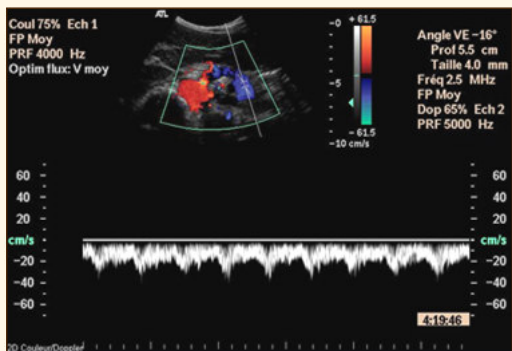 Coul 75% Ech 1
FP Moy
PRF 4000 Hz
Optim flux: V moy
ATL
0
5
10 cm/s
+ 61.5
– 61.5
Angle VE –16°
Prof 5.5 cm
Taille 4.0 mm
Fréq 2.5 MHz
FP Moy
Dop 65% Ech 2
PRF 5000 Hz
60
40
20
cm/s
–20
–40
–60
60
40
20
cm/s
–20
–40
–60
4:19:46
2D Couleur/Doppler